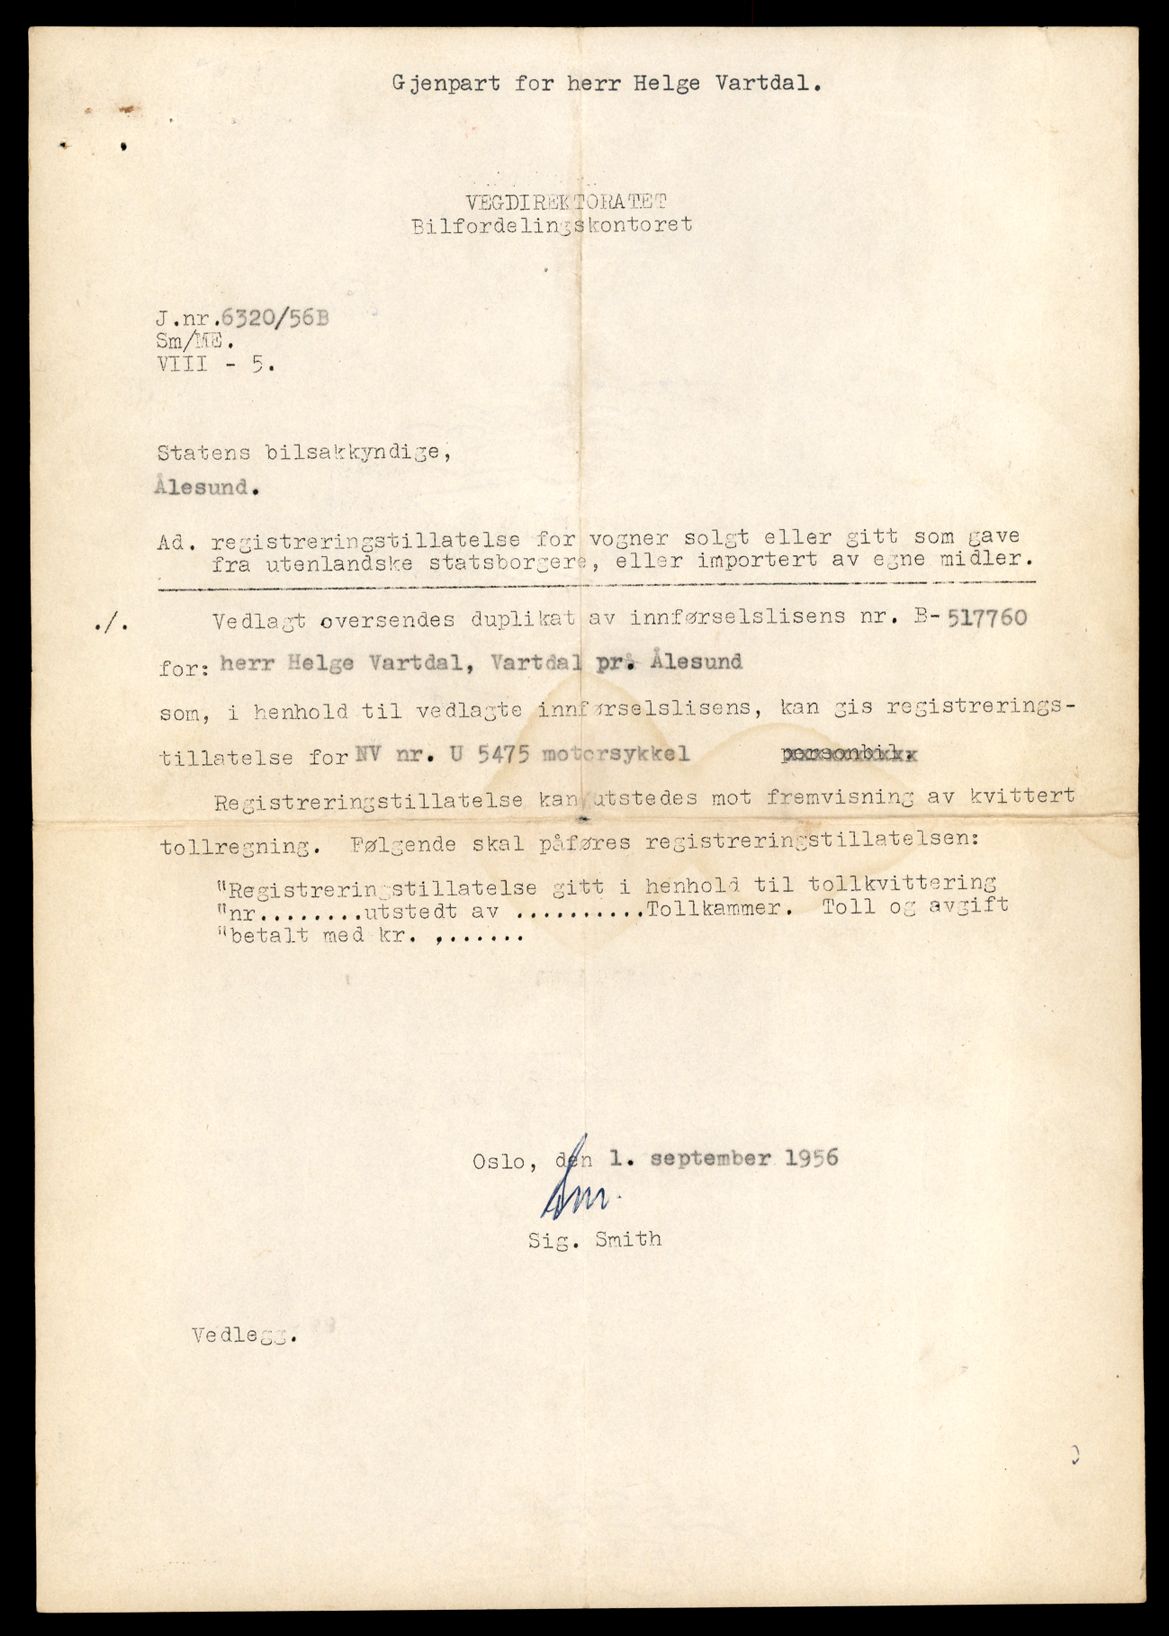 Gjenpart for herr Helge Vartdal.
VEGDIREKTORATET
Bilfordelingskontoret
J.nr.6320/56B
Sm/ME.
VIII - 5.
Statens bilsakkyndige,
Ålesund.
Ad. registreringstillatelse for vogner solgt eller gitt som gave
fra utenlandske statsborgere, eller importert av egne midler.
./. Vedlagt oversendes duplikat av innførselslisens nr. B-517760
for: herr Helge Vartdal, Vartdal pr. Ålesund
som, i henhold til vedlagte innførselslisens, kan gis registrerings-
tillatelse for NV nr. U 5475 motorsykkel personbil.
Registreringstillatelse kan utstedes mot fremvisning av kvittert
tollregning. Følgende skal påføres registreringstillatelsen:
"Registreringstillatelse gitt i henhold til tollkvittering
"nr........utstedt av ..........Tollkammer. Toll og avgift
"betalt med kr. ,.......
Oslo, den 1. september 1956
Sm.
Sig. Smith
Vedlegg.